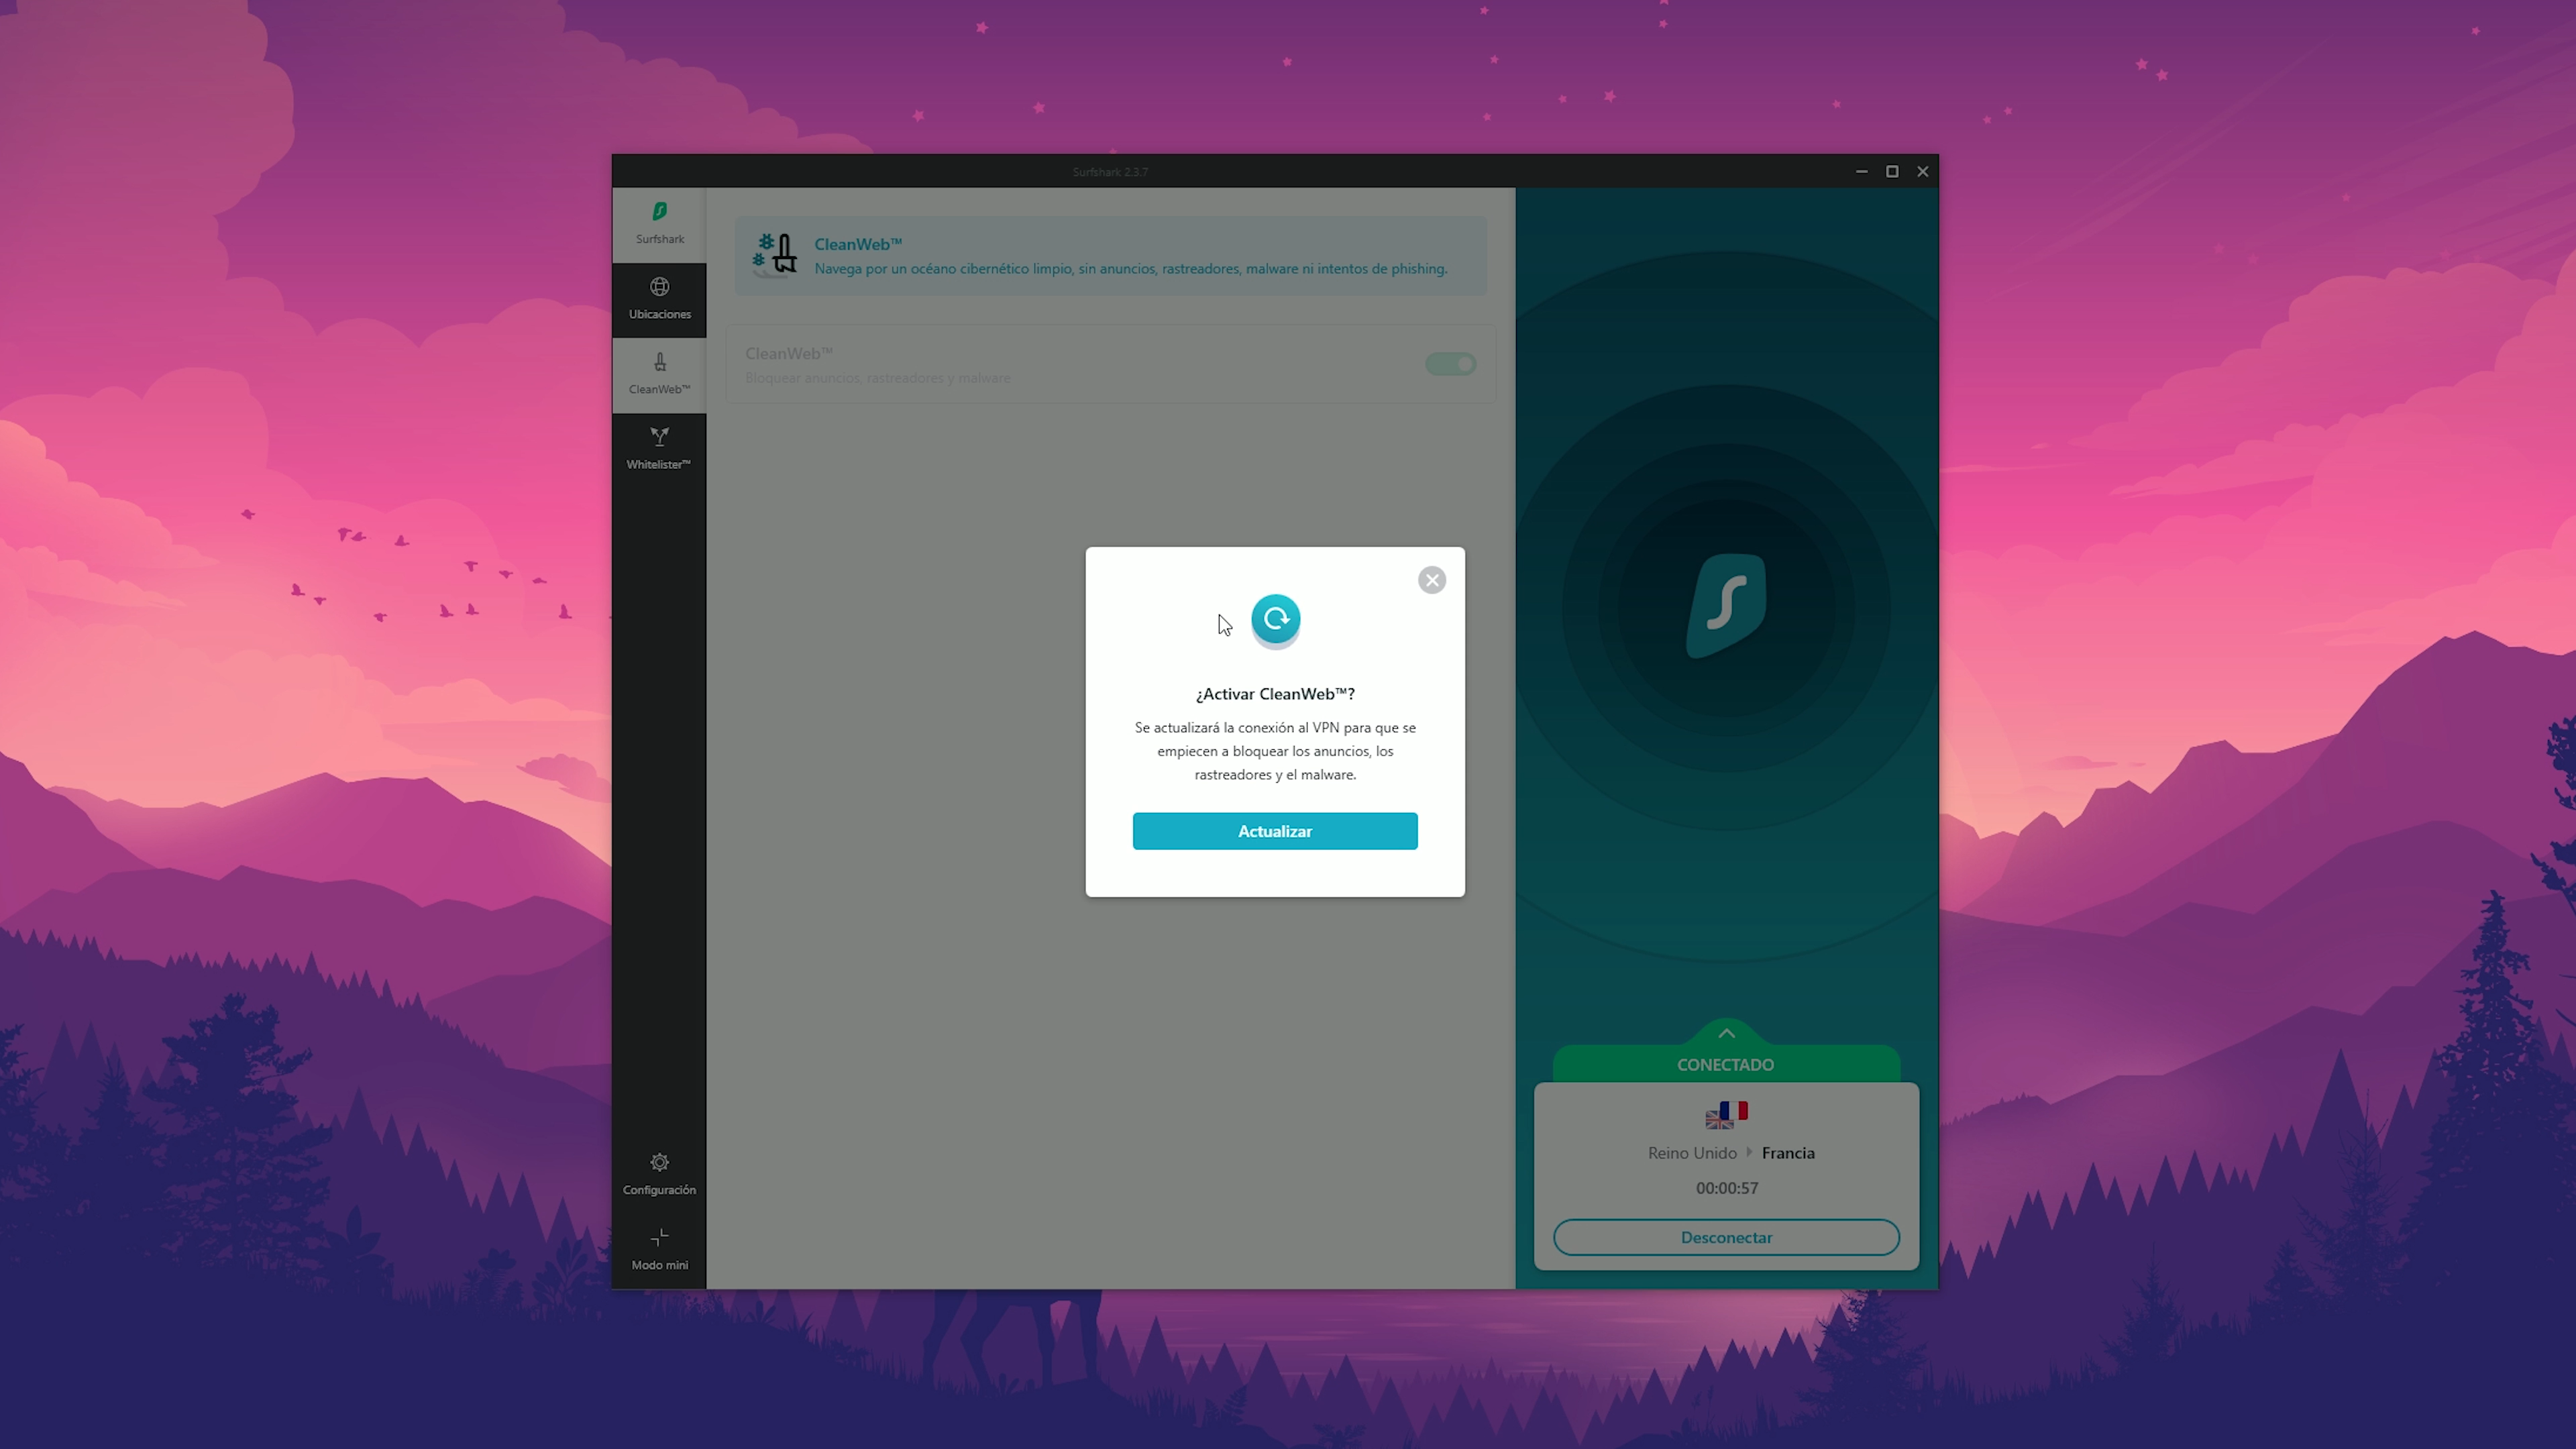 Surfshark 2.3.7
Surfshark
Ubicaciones
CleanWeb™
Whitelister™
Configuración
Modo mini
CleanWeb™
Navega por un océano cibernético limpio, sin anuncios, rastreadores, malware ni intentos de phishing.
CleanWeb™
Bloquear anuncios, rastreadores y malware
¿Activar CleanWeb™?
Se actualizará la conexión al VPN para que se
empiecen a bloquear los anuncios, los
rastreadores y el malware.
Actualizar
CONECTADO
Reino Unido Francia
00:00:57
Desconectar